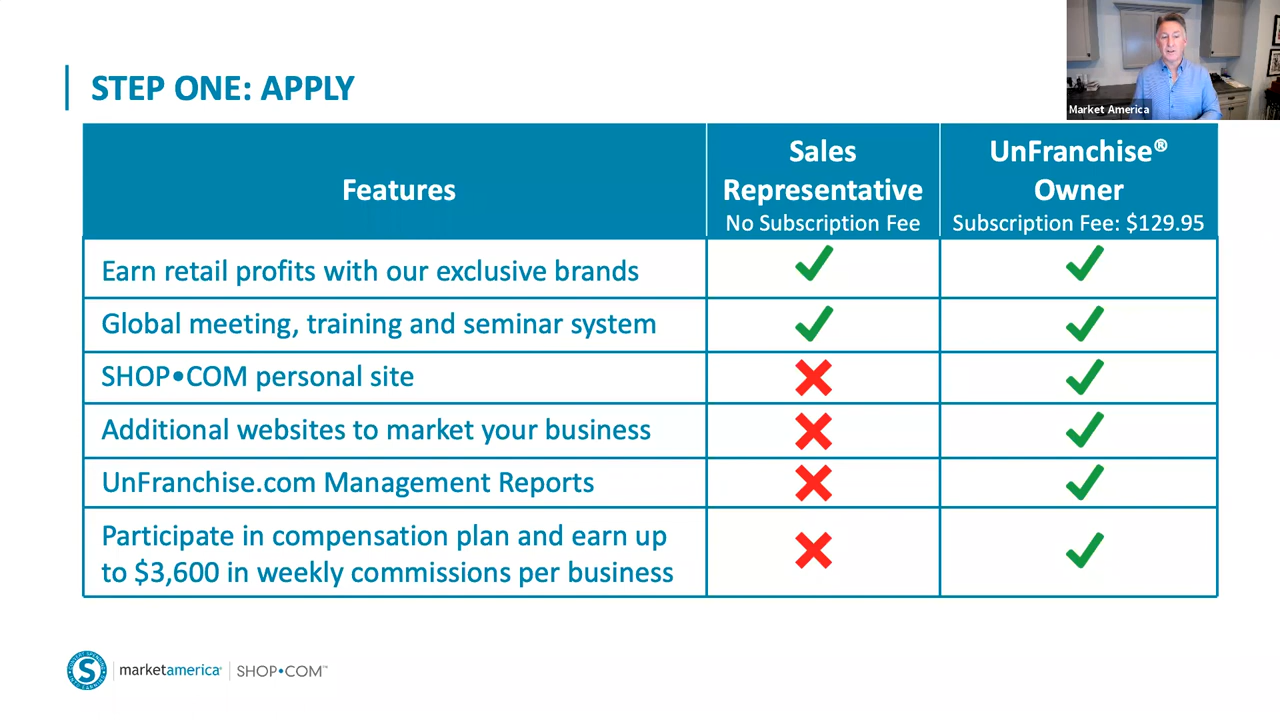 STEP ONE: APPLY
Market America
Features
Sales
Representative
No Subscription Fee
UnFranchise® 
Owner
Subscription Fee: $129.95
Earn retail profits with our exclusive brands
Global meeting, training and seminar system
SHOP•COM personal site
Additional websites to market your business
UnFranchise.com Management Reports
Participate in compensation plan and earn up
to $3,600 in weekly commissions per business
S
marketamerica®
SHOP•COM™